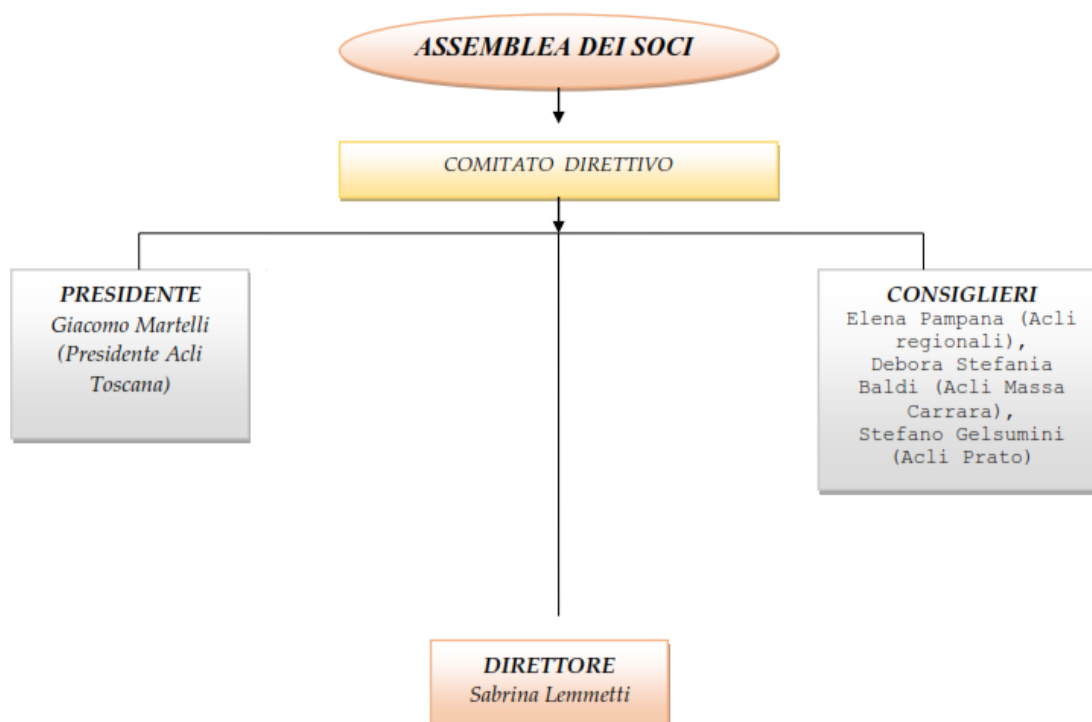 ASSEMBLEA DEI SOCI
COMITATO DIRETTIVO
PRESIDENTE
Giacomo Martelli
(Presidente Acli
Toscana)
CONSIGLIERI
Elena Pampana (Acli
regionali),
Debora Stefania
Baldi (Acli Massa
Carrara),
Stefano Gelsumini
(Acli Prato)
DIRETTORE
Sabrina Lemmetti